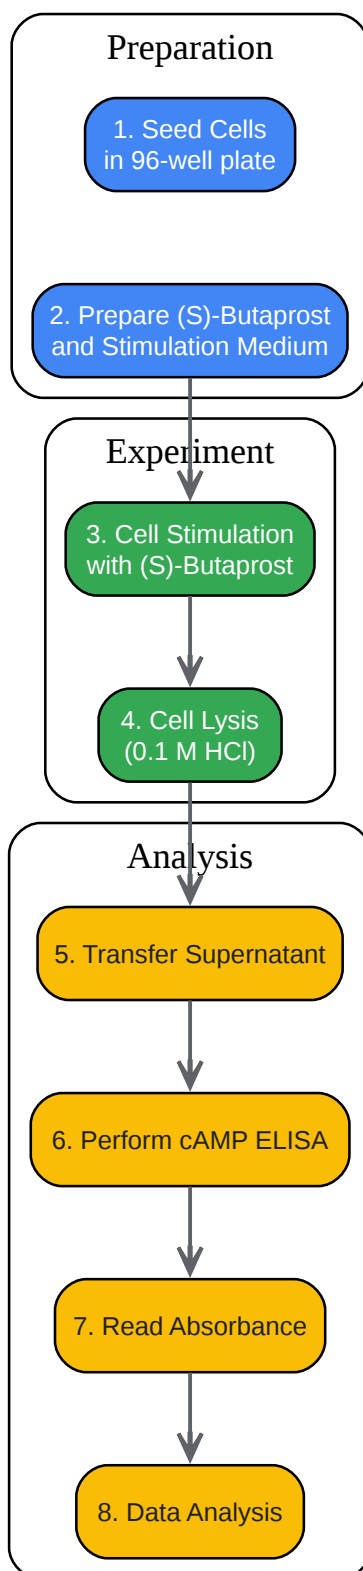 Preparation
1. Seed Cells
in 96-well plate
2. Prepare (S)-Butaprost
and Stimulation Medium
Experiment
3. Cell Stimulation
with (S)-Butaprost
4. Cell Lysis
(0.1 M HCl)
Analysis
5. Transfer Supernatant
6. Perform cAMP ELISA
7. Read Absorbance
8. Data Analysis